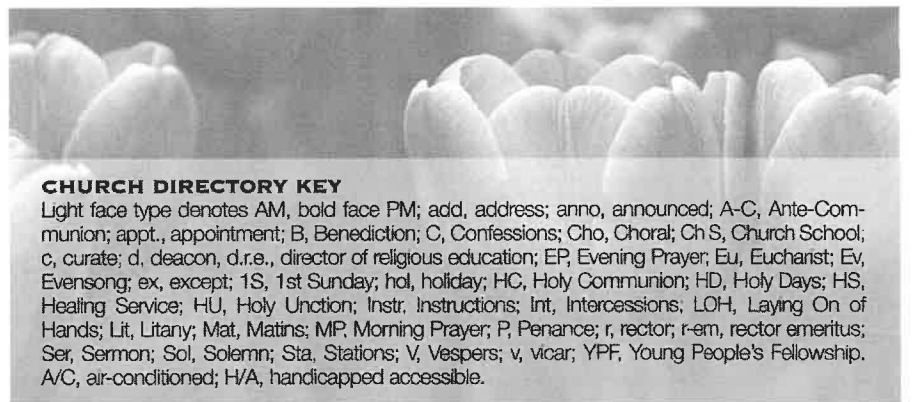 CHURCH DIRECTORY KEY
Light face type denotes AM, bold face PM; add, address; anno, announced; A-C, Ante-Com-
munion; appt., appointment; B, Benediction; C, Confessions; Cho, Choral; Ch S, Church School;
c, curate; d, deacon, d.r.e., director of religious education; EP, Evening Prayer; Eu, Eucharist; Ev,
Evensong; ex, except; 1S, 1st Sunday; hol, holiday; HC, Holy Communion; HD, Holy Days; HS,
Healing Service; HU, Holy Unction; Instr, Instructions; Int, Intercessions; LOH, Laying On of
Hands; Lit, Litany; Mat, Matins; MP, Morning Prayer; P, Penance; r, rector; r-em, rector emeritus;
Ser, Sermon; Sol, Solemn; Sta, Stations; V, Vespers; v, vicar; YPF, Young People's Fellowship.
A/C, air-conditioned; H/A, handicapped accessible.